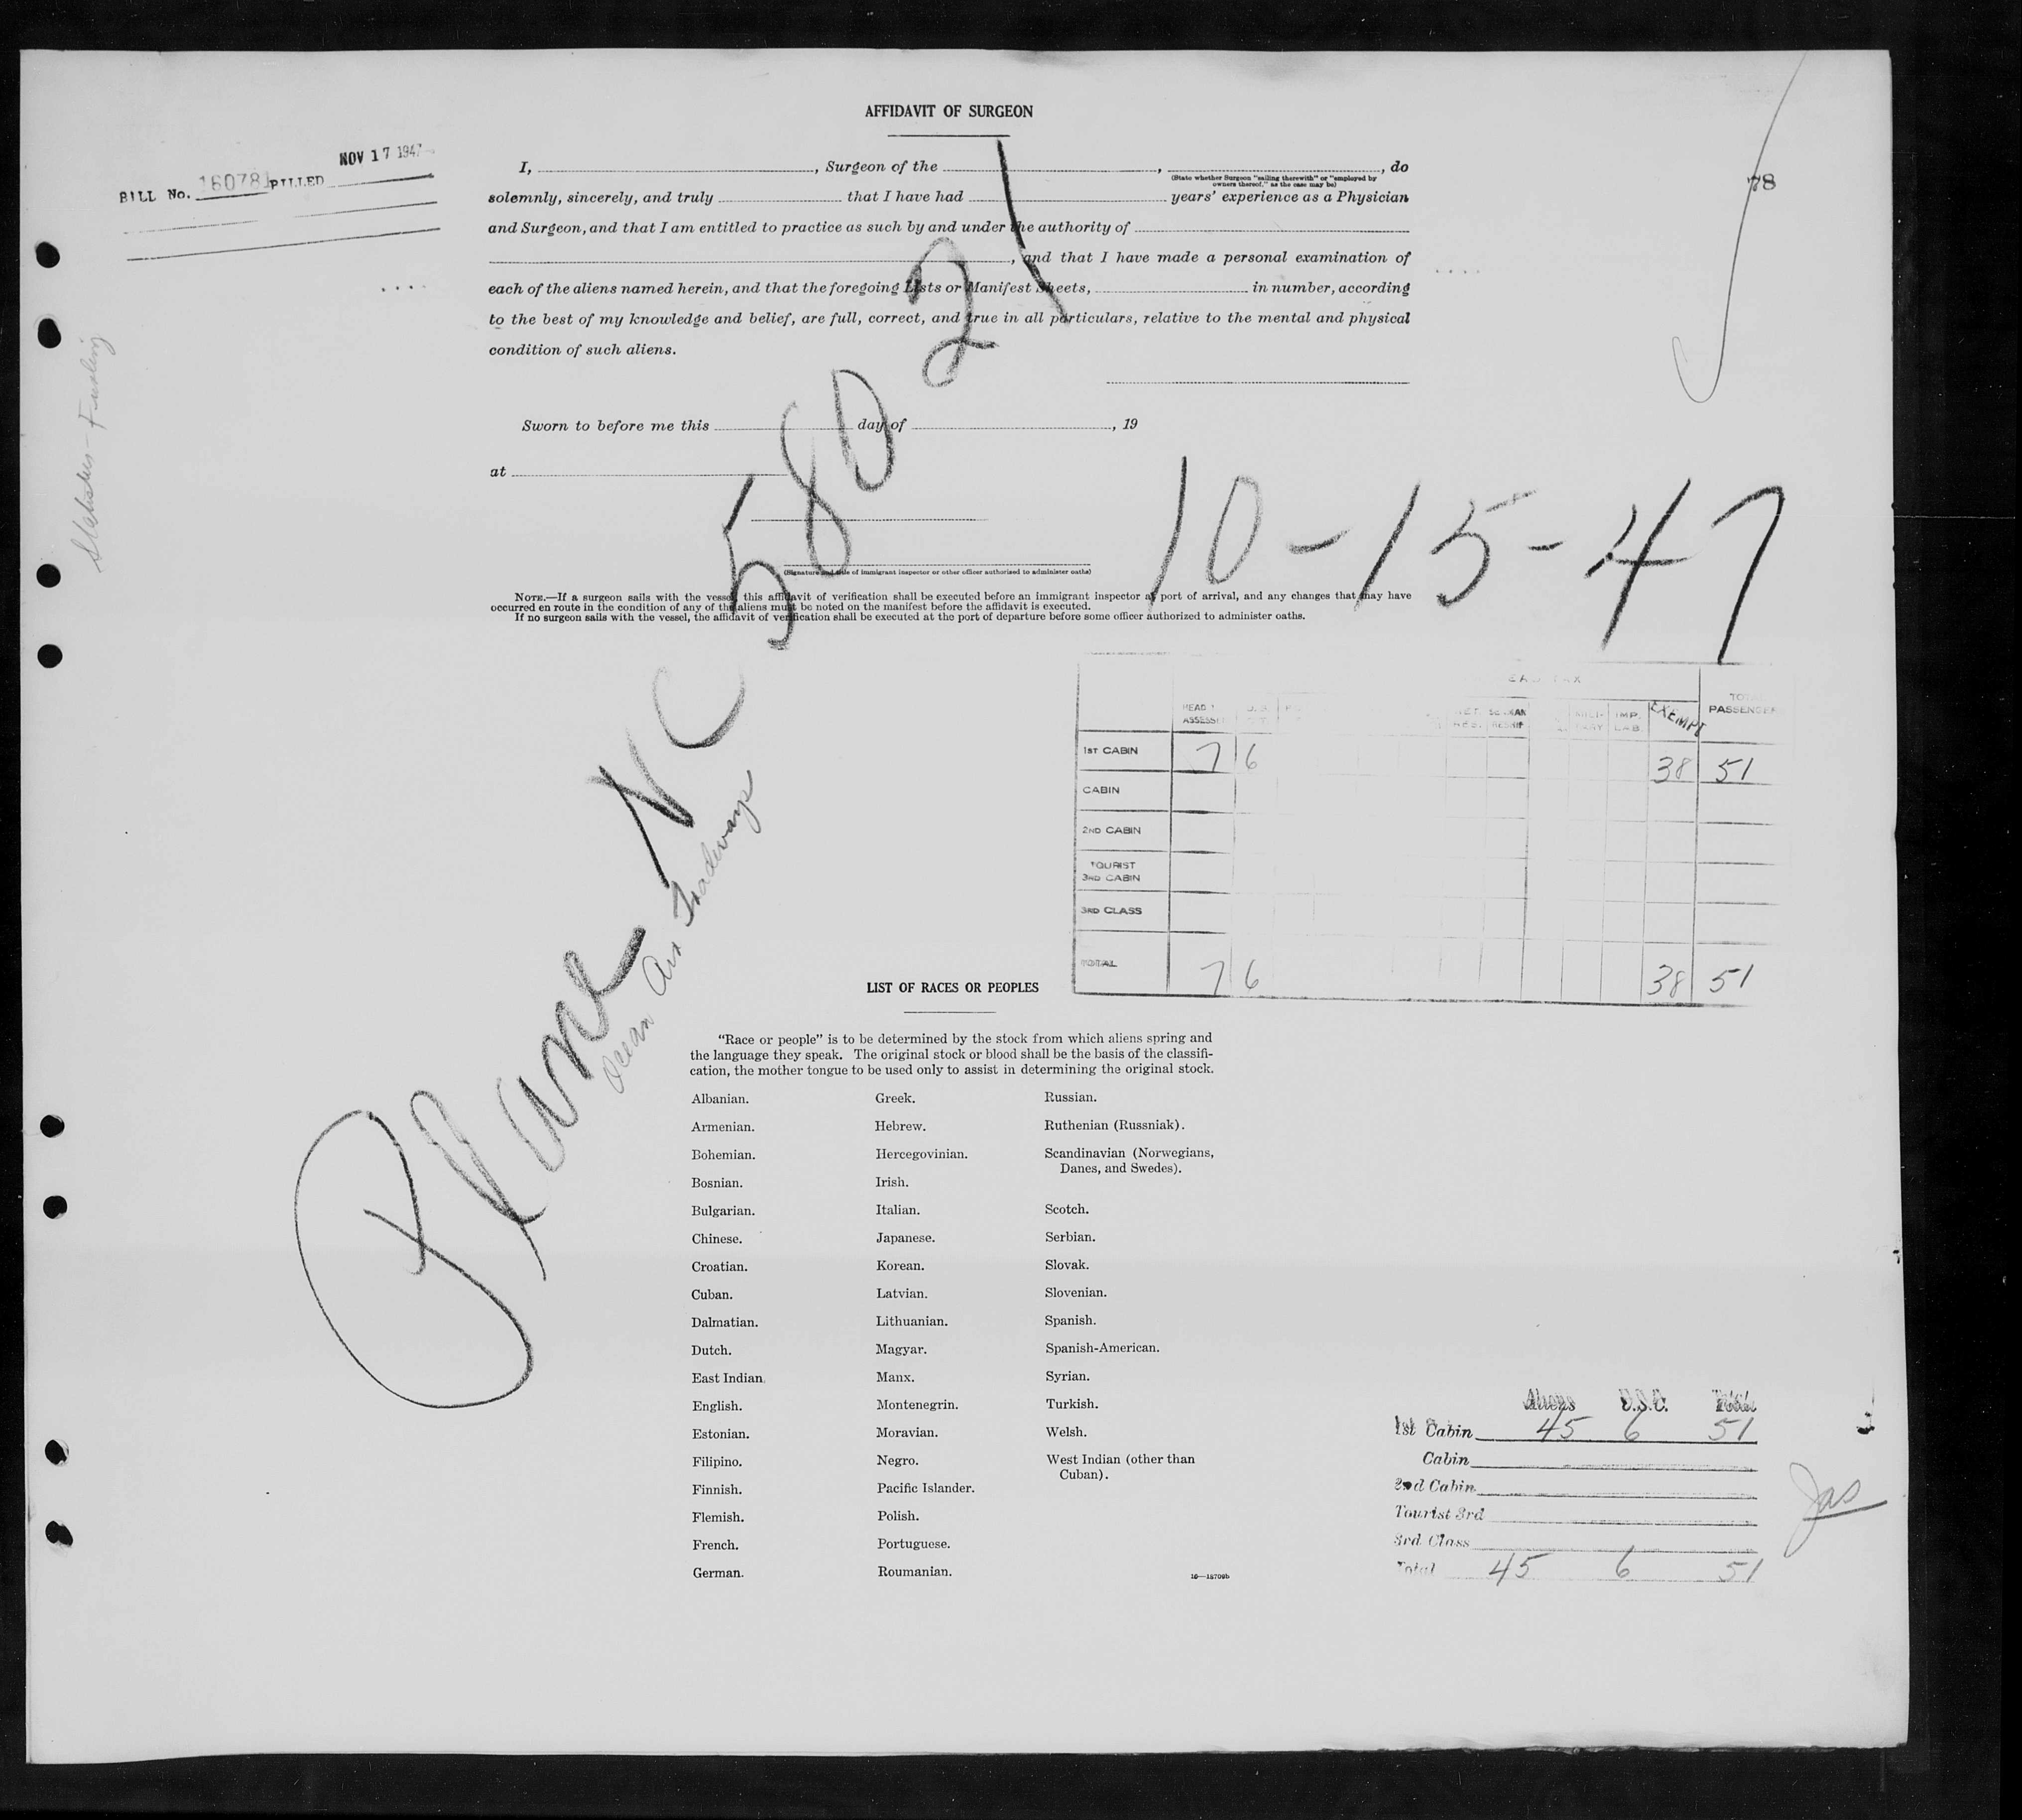 AFFIDAVIT OF SURGEON
NOV 17 1947
BILL No. 160781 BILLED
78
I, , Surgeon of the , , do
(State whether Surgeon "sailing therewith" or "employed by
owners thereof," as the case may be)
solemnly, sincerely, and truly that I have had years' experience as a Physician
and Surgeon, and that I am entitled to practice as such by and under the authority of
, and that I have made a personal examination of
each of the aliens named herein, and that the foregoing Lists or Manifest Sheets, in number, according
to the best of my knowledge and belief, are full, correct, and true in all particulars, relative to the mental and physical
condition of such aliens.
Sworn to before me this day of , 19
at
(Signature and title of immigrant inspector or other officer authorized to administer oaths)
NOTE.—If a surgeon sails with the vessel, this affidavit of verification shall be executed before an immigrant inspector at port of arrival, and any changes that may have
occurred en route in the condition of any of the aliens must be noted on the manifest before the affidavit is executed.
If no surgeon sails with the vessel, the affidavit of verification shall be executed at the port of departure before some officer authorized to administer oaths.
Plane NC 58021
Ocean Air Tradeways
10-15-47
HEAD TAX
HEAD
ASSESSED
U.S.
SEAMAN
MILI-
TARY
IMP.
LAB.
EXEMPT
TOTAL
PASSENGER
1ST CABIN 7 6 38 51
CABIN
2ND CABIN
TOURIST
3RD CABIN
3RD CLASS
TOTAL 7 6 38 51
LIST OF RACES OR PEOPLES
"Race or people" is to be determined by the stock from which aliens spring and
the language they speak. The original stock or blood shall be the basis of the classifi-
cation, the mother tongue to be used only to assist in determining the original stock.
Albanian. Greek. Russian.
Armenian. Hebrew. Ruthenian (Russniak).
Bohemian. Hercegovinian. Scandinavian (Norwegians,
Danes, and Swedes).
Bosnian. Irish.
Bulgarian. Italian. Scotch.
Chinese. Japanese. Serbian.
Croatian. Korean. Slovak.
Cuban. Latvian. Slovenian.
Dalmatian. Lithuanian. Spanish.
Dutch. Magyar. Spanish-American.
East Indian. Manx. Syrian.
English. Montenegrin. Turkish.
Estonian. Moravian. Welsh.
Filipino. Negro. West Indian (other than
Cuban).
Finnish. Pacific Islander.
Flemish. Polish.
French. Portuguese.
German. Roumanian.
16—18709b
Aliens U.S.C. Total
1st Cabin 45 6 51
Cabin
2nd Cabin
Tourist 3rd
3rd Class
Total 45 6 51
Jas